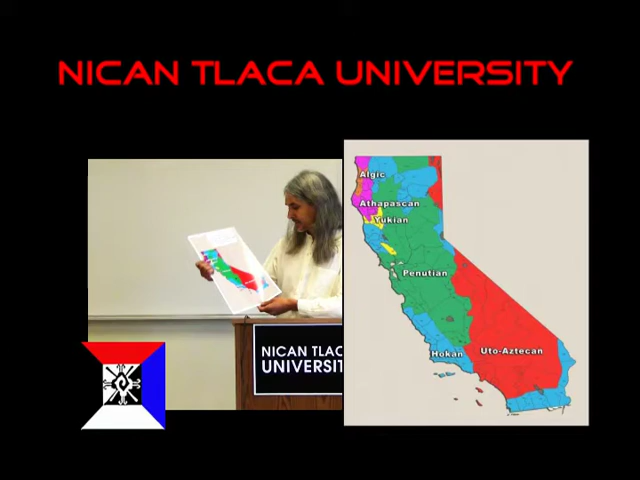 NICAN TLACA UNIVERSITY
Algic
Athapascan
Yukian
Penutian
Hokan
Uto-Aztecan
NICAN TLAC
UNIVERSIT